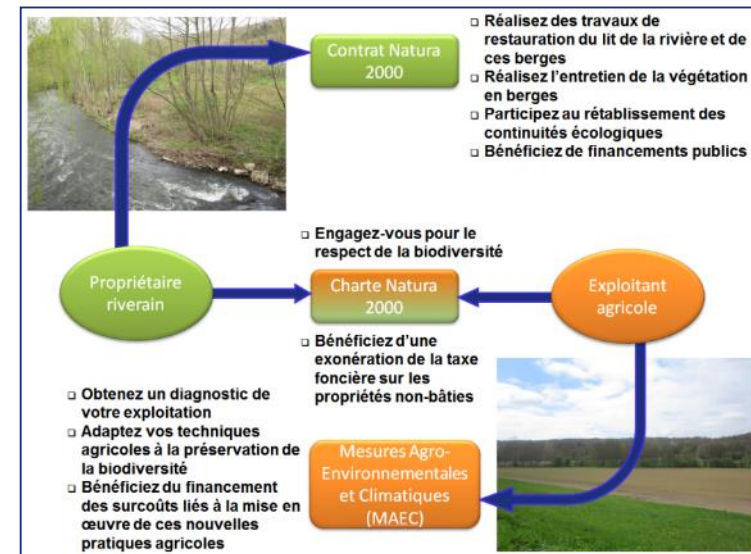 Contrat Natura
2000
❑ Réalisez des travaux de
restauration du lit de la rivière et de
ces berges
❑ Réalisez l'entretien de la végétation
en berges
❑ Participez au rétablissement des
continuités écologiques
❑ Bénéficiez de financements publics
❑ Engagez-vous pour le
respect de la biodiversité
Propriétaire
riverain
Charte Natura
2000
Exploitant
agricole
❑ Bénéficiez d'une
exonération de la taxe
foncière sur les
propriétés non-bâties
❑ Obtenez un diagnostic de
votre exploitation
❑ Adaptez vos techniques
agricoles à la préservation de
la biodiversité
❑ Bénéficiez du financement
des surcoûts liés à la mise en
œuvre de ces nouvelles
pratiques agricoles
Mesures Agro-
Environnementales
et Climatiques
(MAEC)